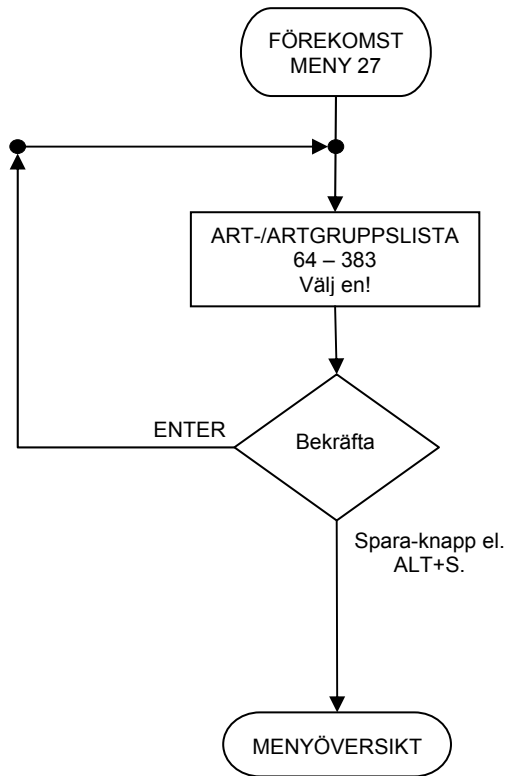 FÖREKOMST
MENY 27
ART-/ARTGRUPPSLISTA
64 – 383
Välj en!
ENTER
Bekräfta
Spara-knapp el.
ALT+S.
MENYÖVERSIKT